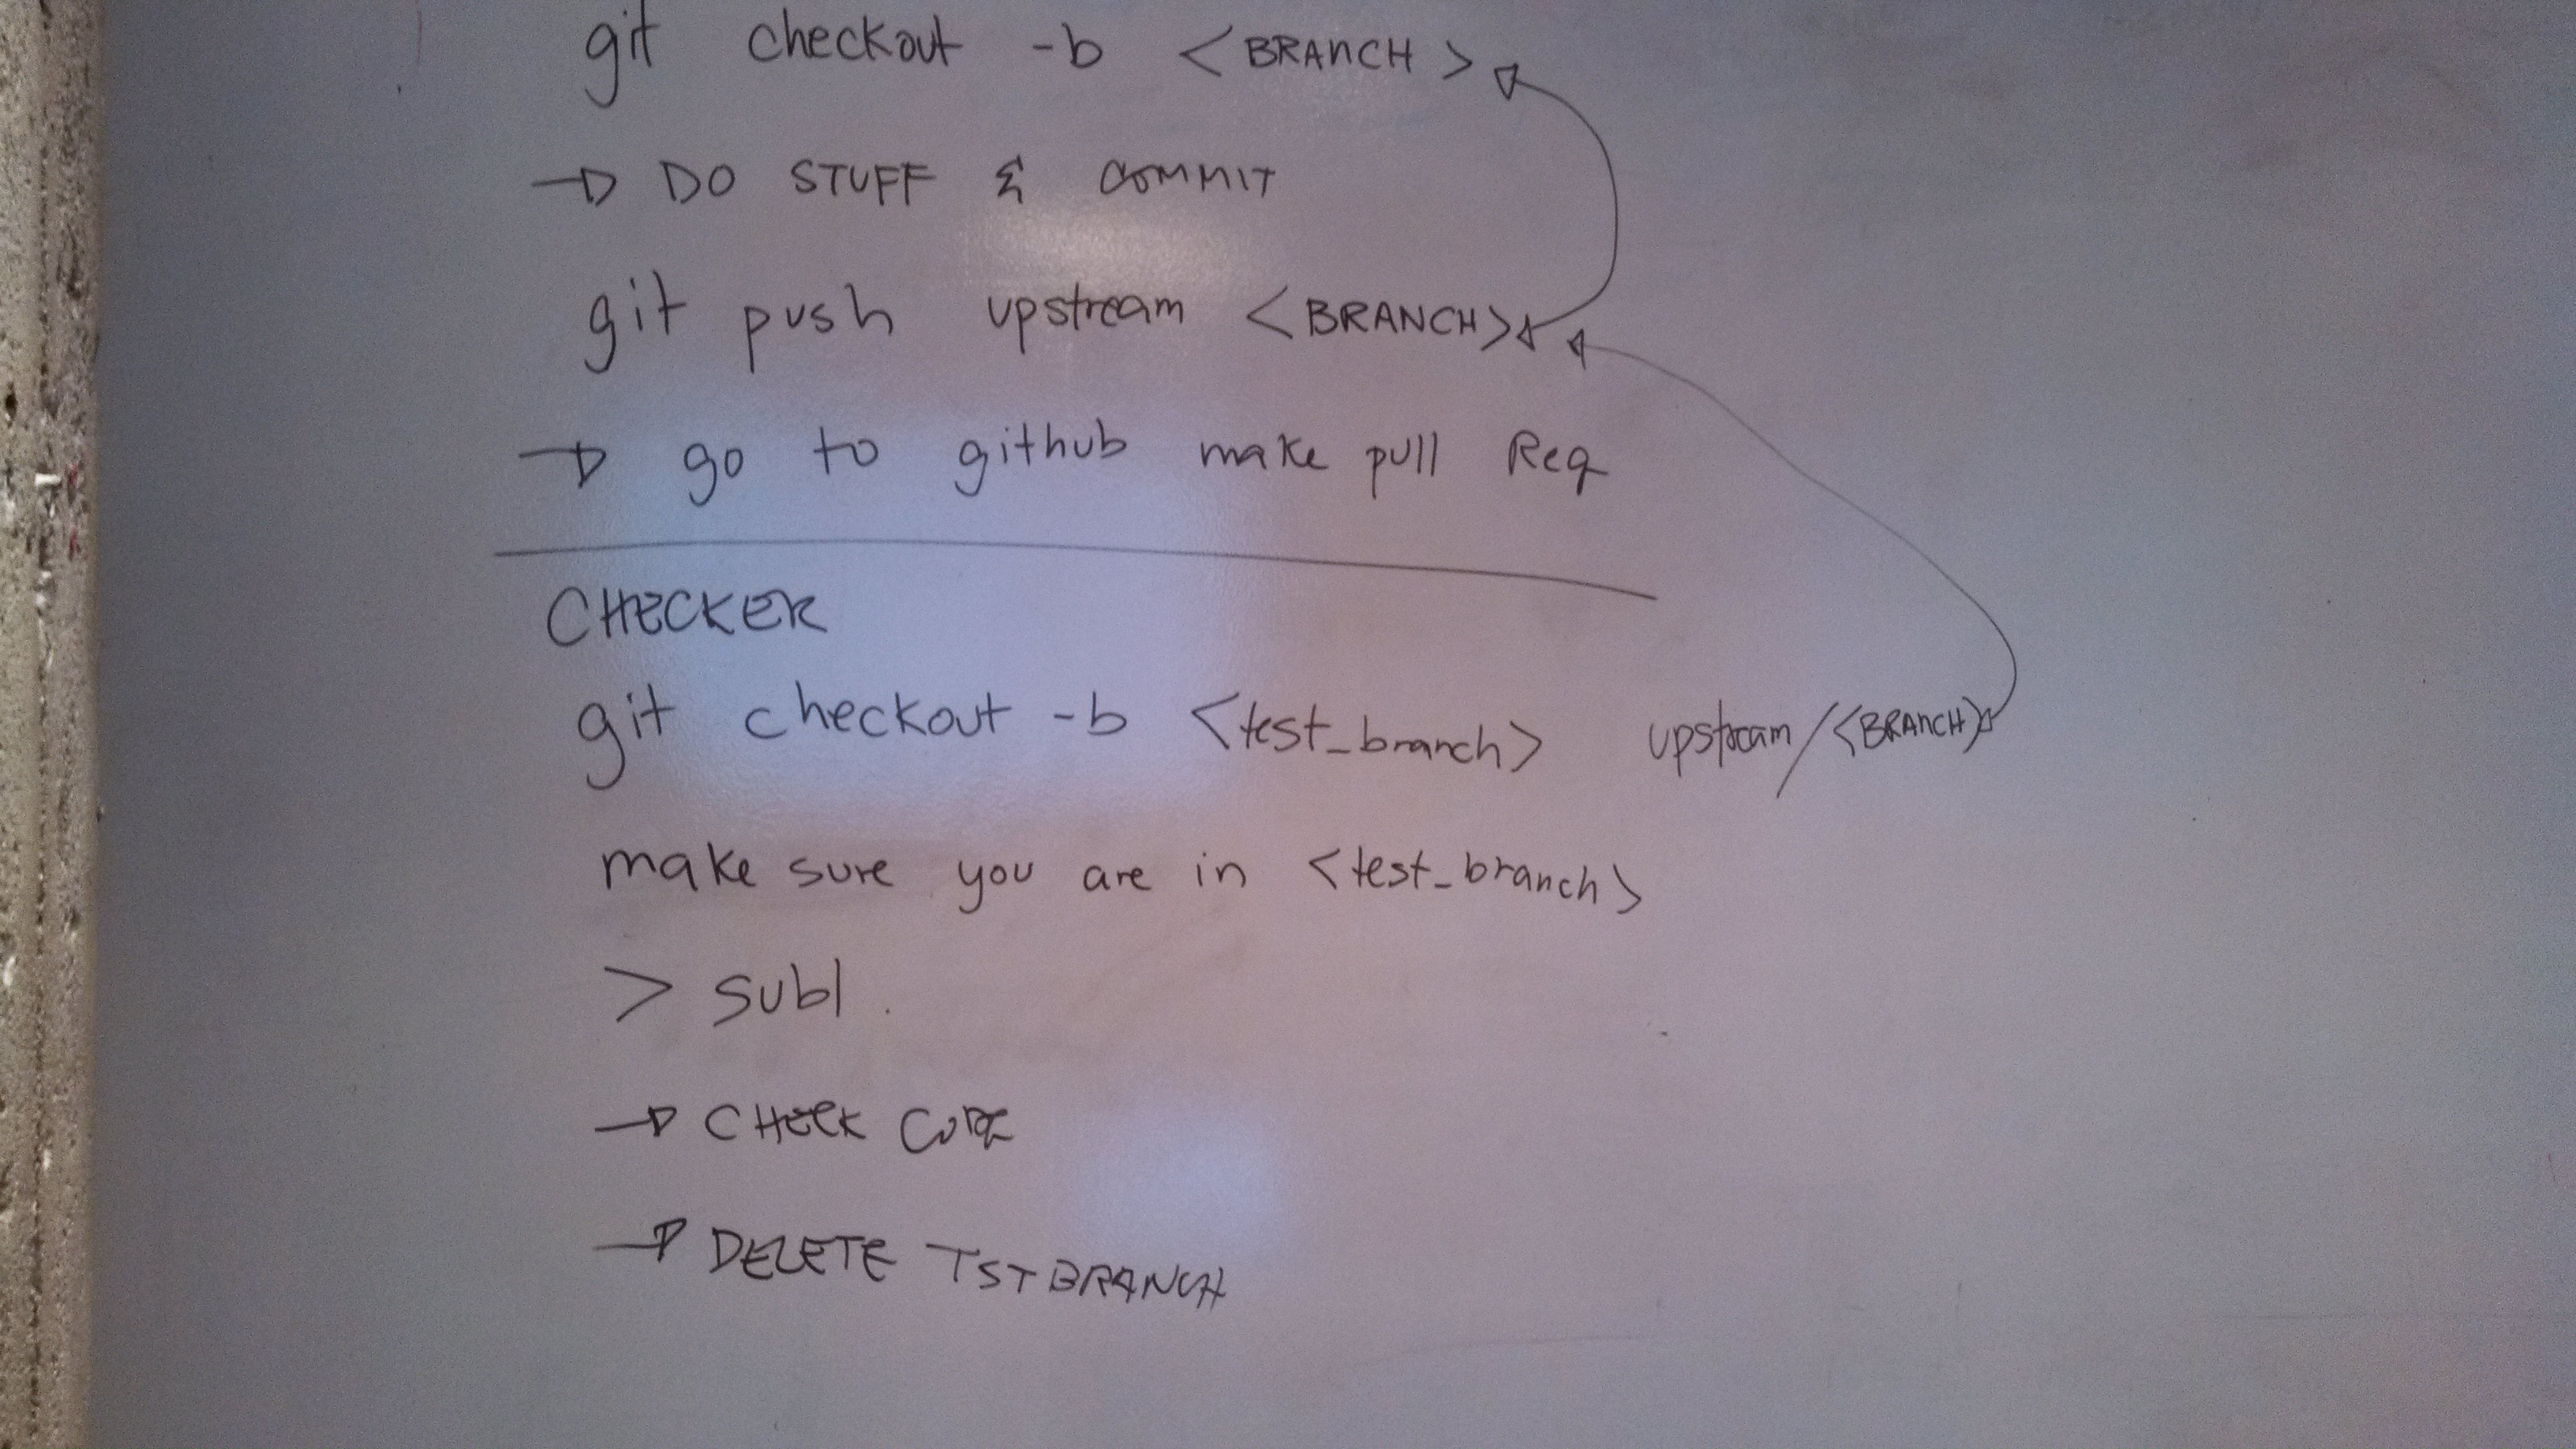 git checkout -b <BRANCH>
→ DO STUFF & COMMIT
git push upstream <BRANCH>
→ go to github make pull Req
CHECKER
git checkout -b <test_branch> upstream/<BRANCH>
make sure you are in <test_branch>
> subl .
→ CHECK CODE
→ DELETE TST BRANCH